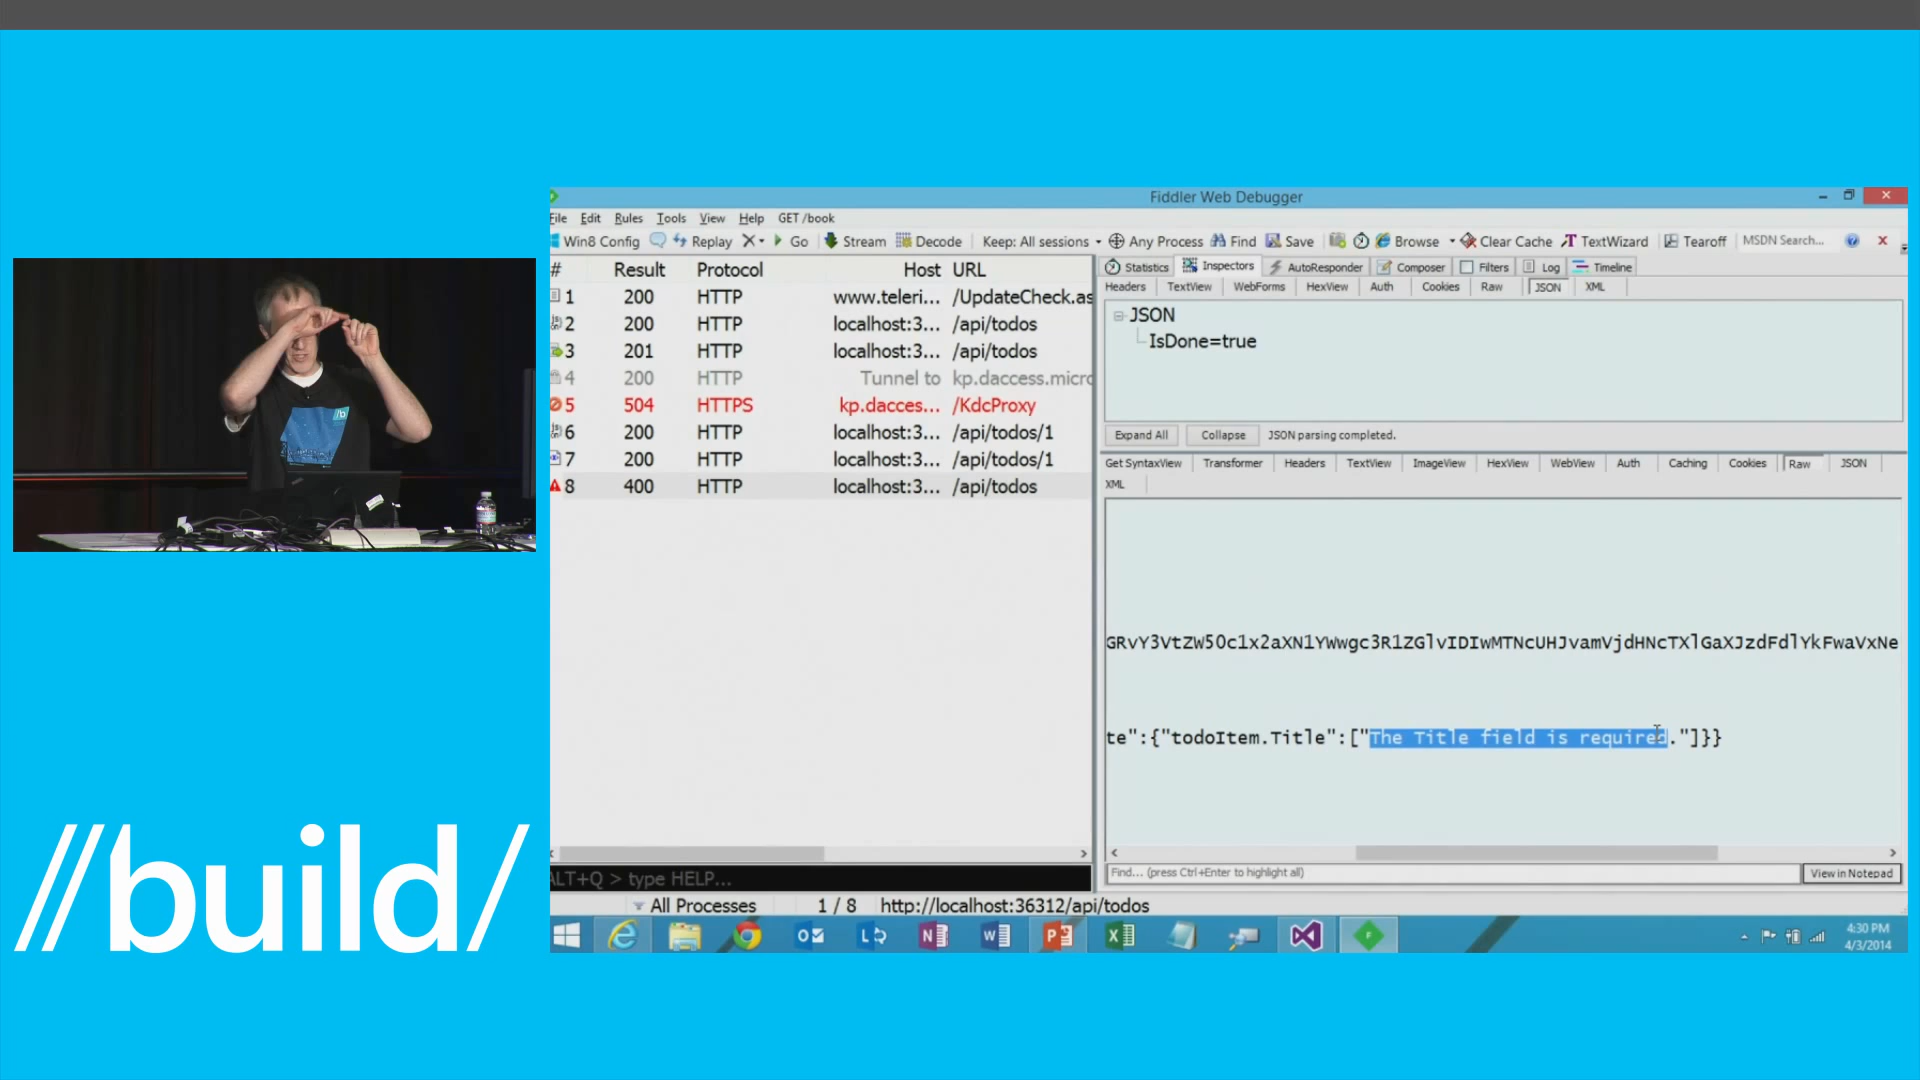 Fiddler Web Debugger
File Edit Rules Tools View Help GET /book
Win8 Config Replay Go Stream Decode Keep: All sessions Any Process Find Save Browse Clear Cache TextWizard Tearoff MSDN Search...
# Result Protocol Host URL
1 200 HTTP www.teleri... /UpdateCheck.as
2 200 HTTP localhost:3... /api/todos
3 201 HTTP localhost:3... /api/todos
4 200 HTTP Tunnel to kp.daccess.micro
5 504 HTTPS kp.dacces... /KdcProxy
6 200 HTTP localhost:3... /api/todos/1
7 200 HTTP localhost:3... /api/todos/1
8 400 HTTP localhost:3... /api/todos
Statistics Inspectors AutoResponder Composer Filters Log Timeline
Headers TextView WebForms HexView Auth Cookies Raw JSON XML
JSON
IsDone=true
Expand All Collapse JSON parsing completed.
Get SyntaxView Transformer Headers TextView ImageView HexView WebView Auth Caching Cookies Raw JSON
XML
GRvY3VtZW50c1x2aXN1YWwgc3R1ZGlvIDIwMTNcUHJvamVjdHNcTXlGaXJzdFdlYkFwaVxNe
te":{"todoItem.Title":["The Title field is required."]}}
Find... (press Ctrl+Enter to highlight all) View in Notepad
ALT+Q > type HELP...
All Processes 1 / 8 http://localhost:36312/api/todos
4:30 PM
4/3/2014
//build/